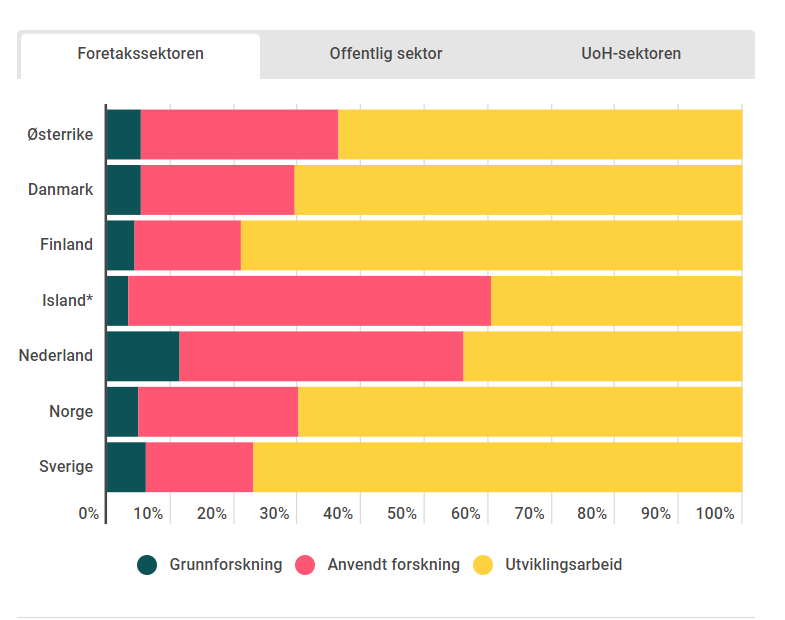 Foretakssektoren Offentlig sektor UoH-sektoren
Østerrike
Danmark
Finland
Island*
Nederland
Norge
Sverige
0% 10% 20% 30% 40% 50% 60% 70% 80% 90% 100%
Grunnforskning Anvendt forskning Utviklingsarbeid